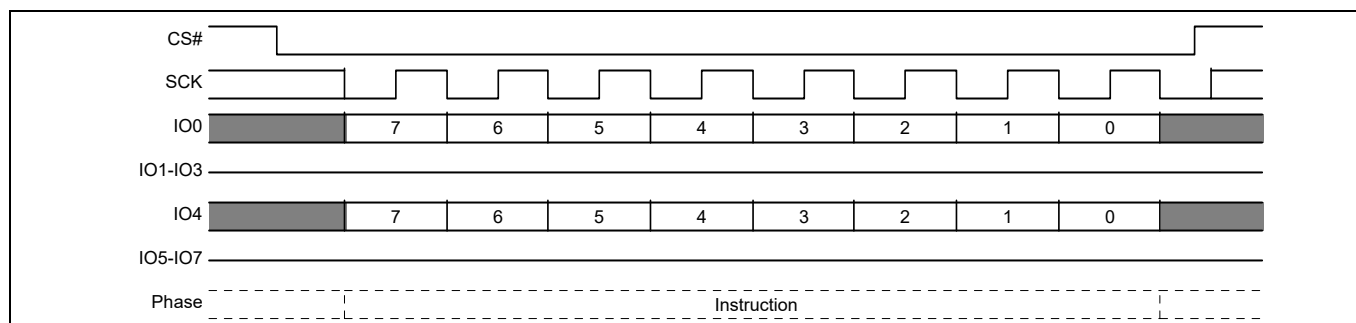 CS#
SCK
IO0 7 6 5 4 3 2 1 0
IO1-IO3
IO4 7 6 5 4 3 2 1 0
IO5-IO7
Phase Instruction